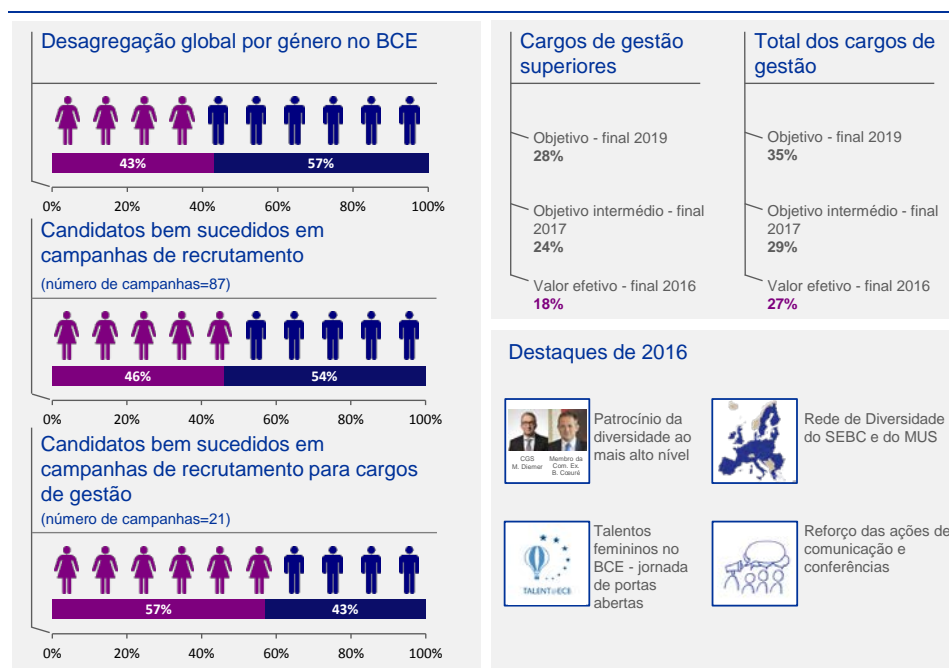 Desagregação global por género no BCE
43%
57%
0% 20% 40% 60% 80% 100%
Candidatos bem sucedidos em
campanhas de recrutamento
(número de campanhas=87)
46%
54%
0% 20% 40% 60% 80% 100%
Candidatos bem sucedidos em
campanhas de recrutamento para cargos
de gestão
(número de campanhas=21)
57%
43%
0% 20% 40% 60% 80% 100%
Cargos de gestão
superiores
Objetivo - final 2019
28%
Objetivo intermédio - final
2017
24%
Valor efetivo - final 2016
18%
Total dos cargos de
gestão
Objetivo - final 2019
35%
Objetivo intermédio - final
2017
29%
Valor efetivo - final 2016
27%
Destaques de 2016
CGS
M. Diemer
Membro da
Com. Ex.
B. Cœuré
Patrocínio da
diversidade ao
mais alto nível
Rede de Diversidade
do SEBC e do MUS
TALENT@ECB
Talentos
femininos no
BCE - jornada
de portas
abertas
Reforço das ações de
comunicação e
conferências